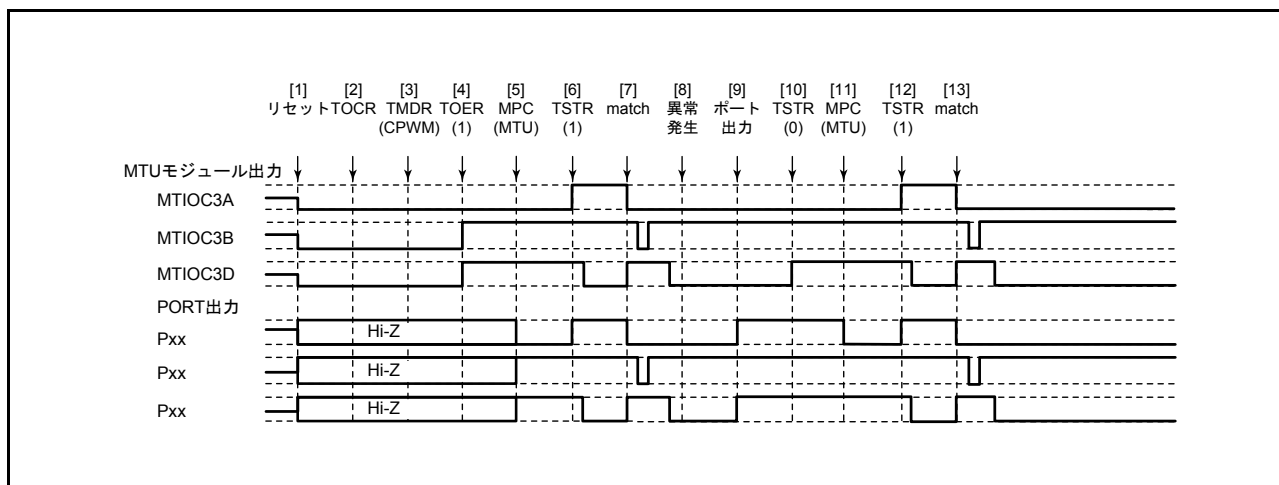 [1] [2] [3] [4] [5] [6] [7] [8] [9] [10] [11] [12] [13]
リセット TOCR TMDR TOER MPC TSTR match 異常 ポート TSTR MPC TSTR match
(CPWM) (1) (MTU) (1) 発生 出力 (0) (MTU) (1)
MTUモジュール出力
MTIOC3A
MTIOC3B
MTIOC3D
PORT出力
Pxx Hi-Z
Pxx Hi-Z
Pxx Hi-Z